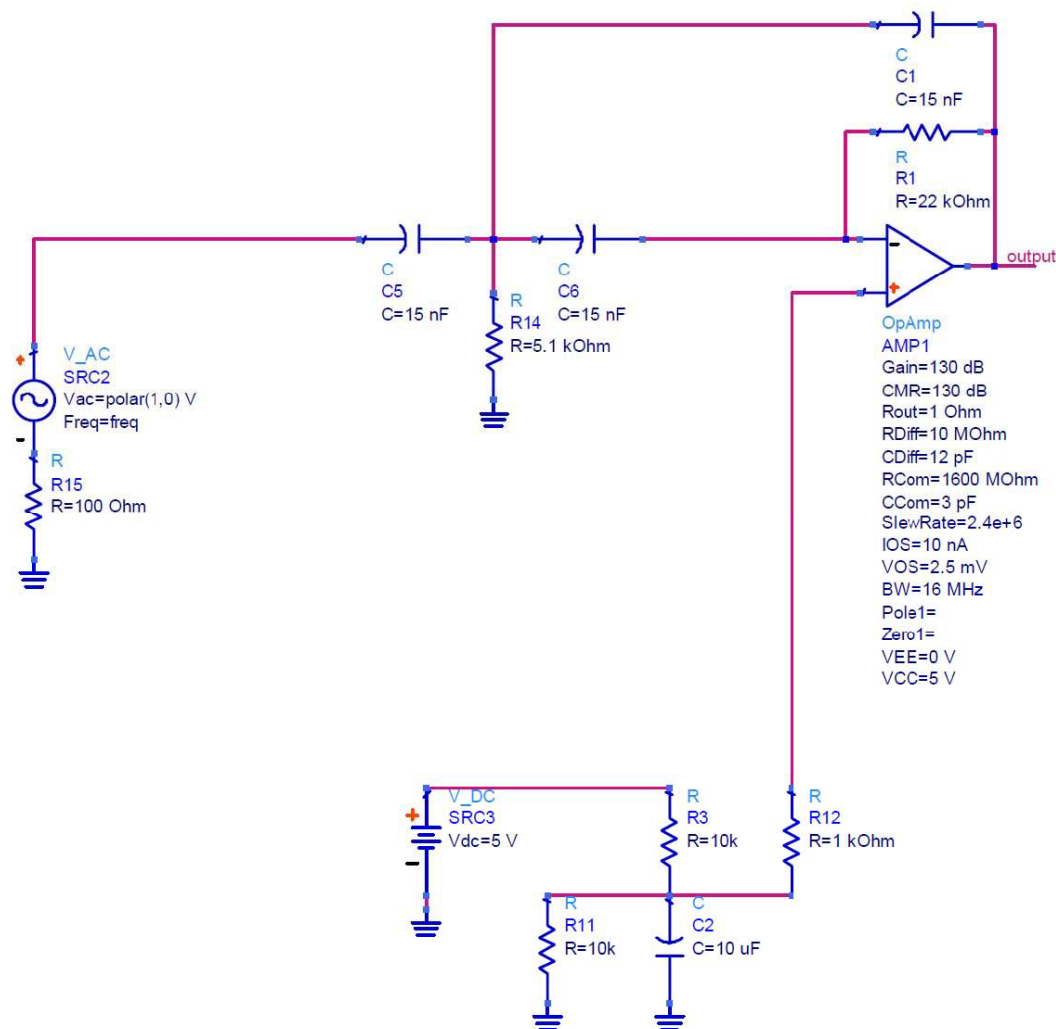 C
C1
C=15 nF
R
R1
R=22 kOhm
output
C
C5
C=15 nF
C
C6
C=15 nF
R
R14
R=5.1 kOhm
V_AC
SRC2
Vac=polar(1,0) V
Freq=freq
R
R15
R=100 Ohm
OpAmp
AMP1
Gain=130 dB
CMR=130 dB
Rout=1 Ohm
RDiff=10 MOhm
CDiff=12 pF
RCom=1600 MOhm
CCom=3 pF
SlewRate=2.4e+6
IOS=10 nA
VOS=2.5 mV
BW=16 MHz
Pole1=
Zero1=
VEE=0 V
VCC=5 V
V_DC
SRC3
Vdc=5 V
R
R3
R=10k
R
R12
R=1 kOhm
R
R11
R=10k
C
C2
C=10 uF